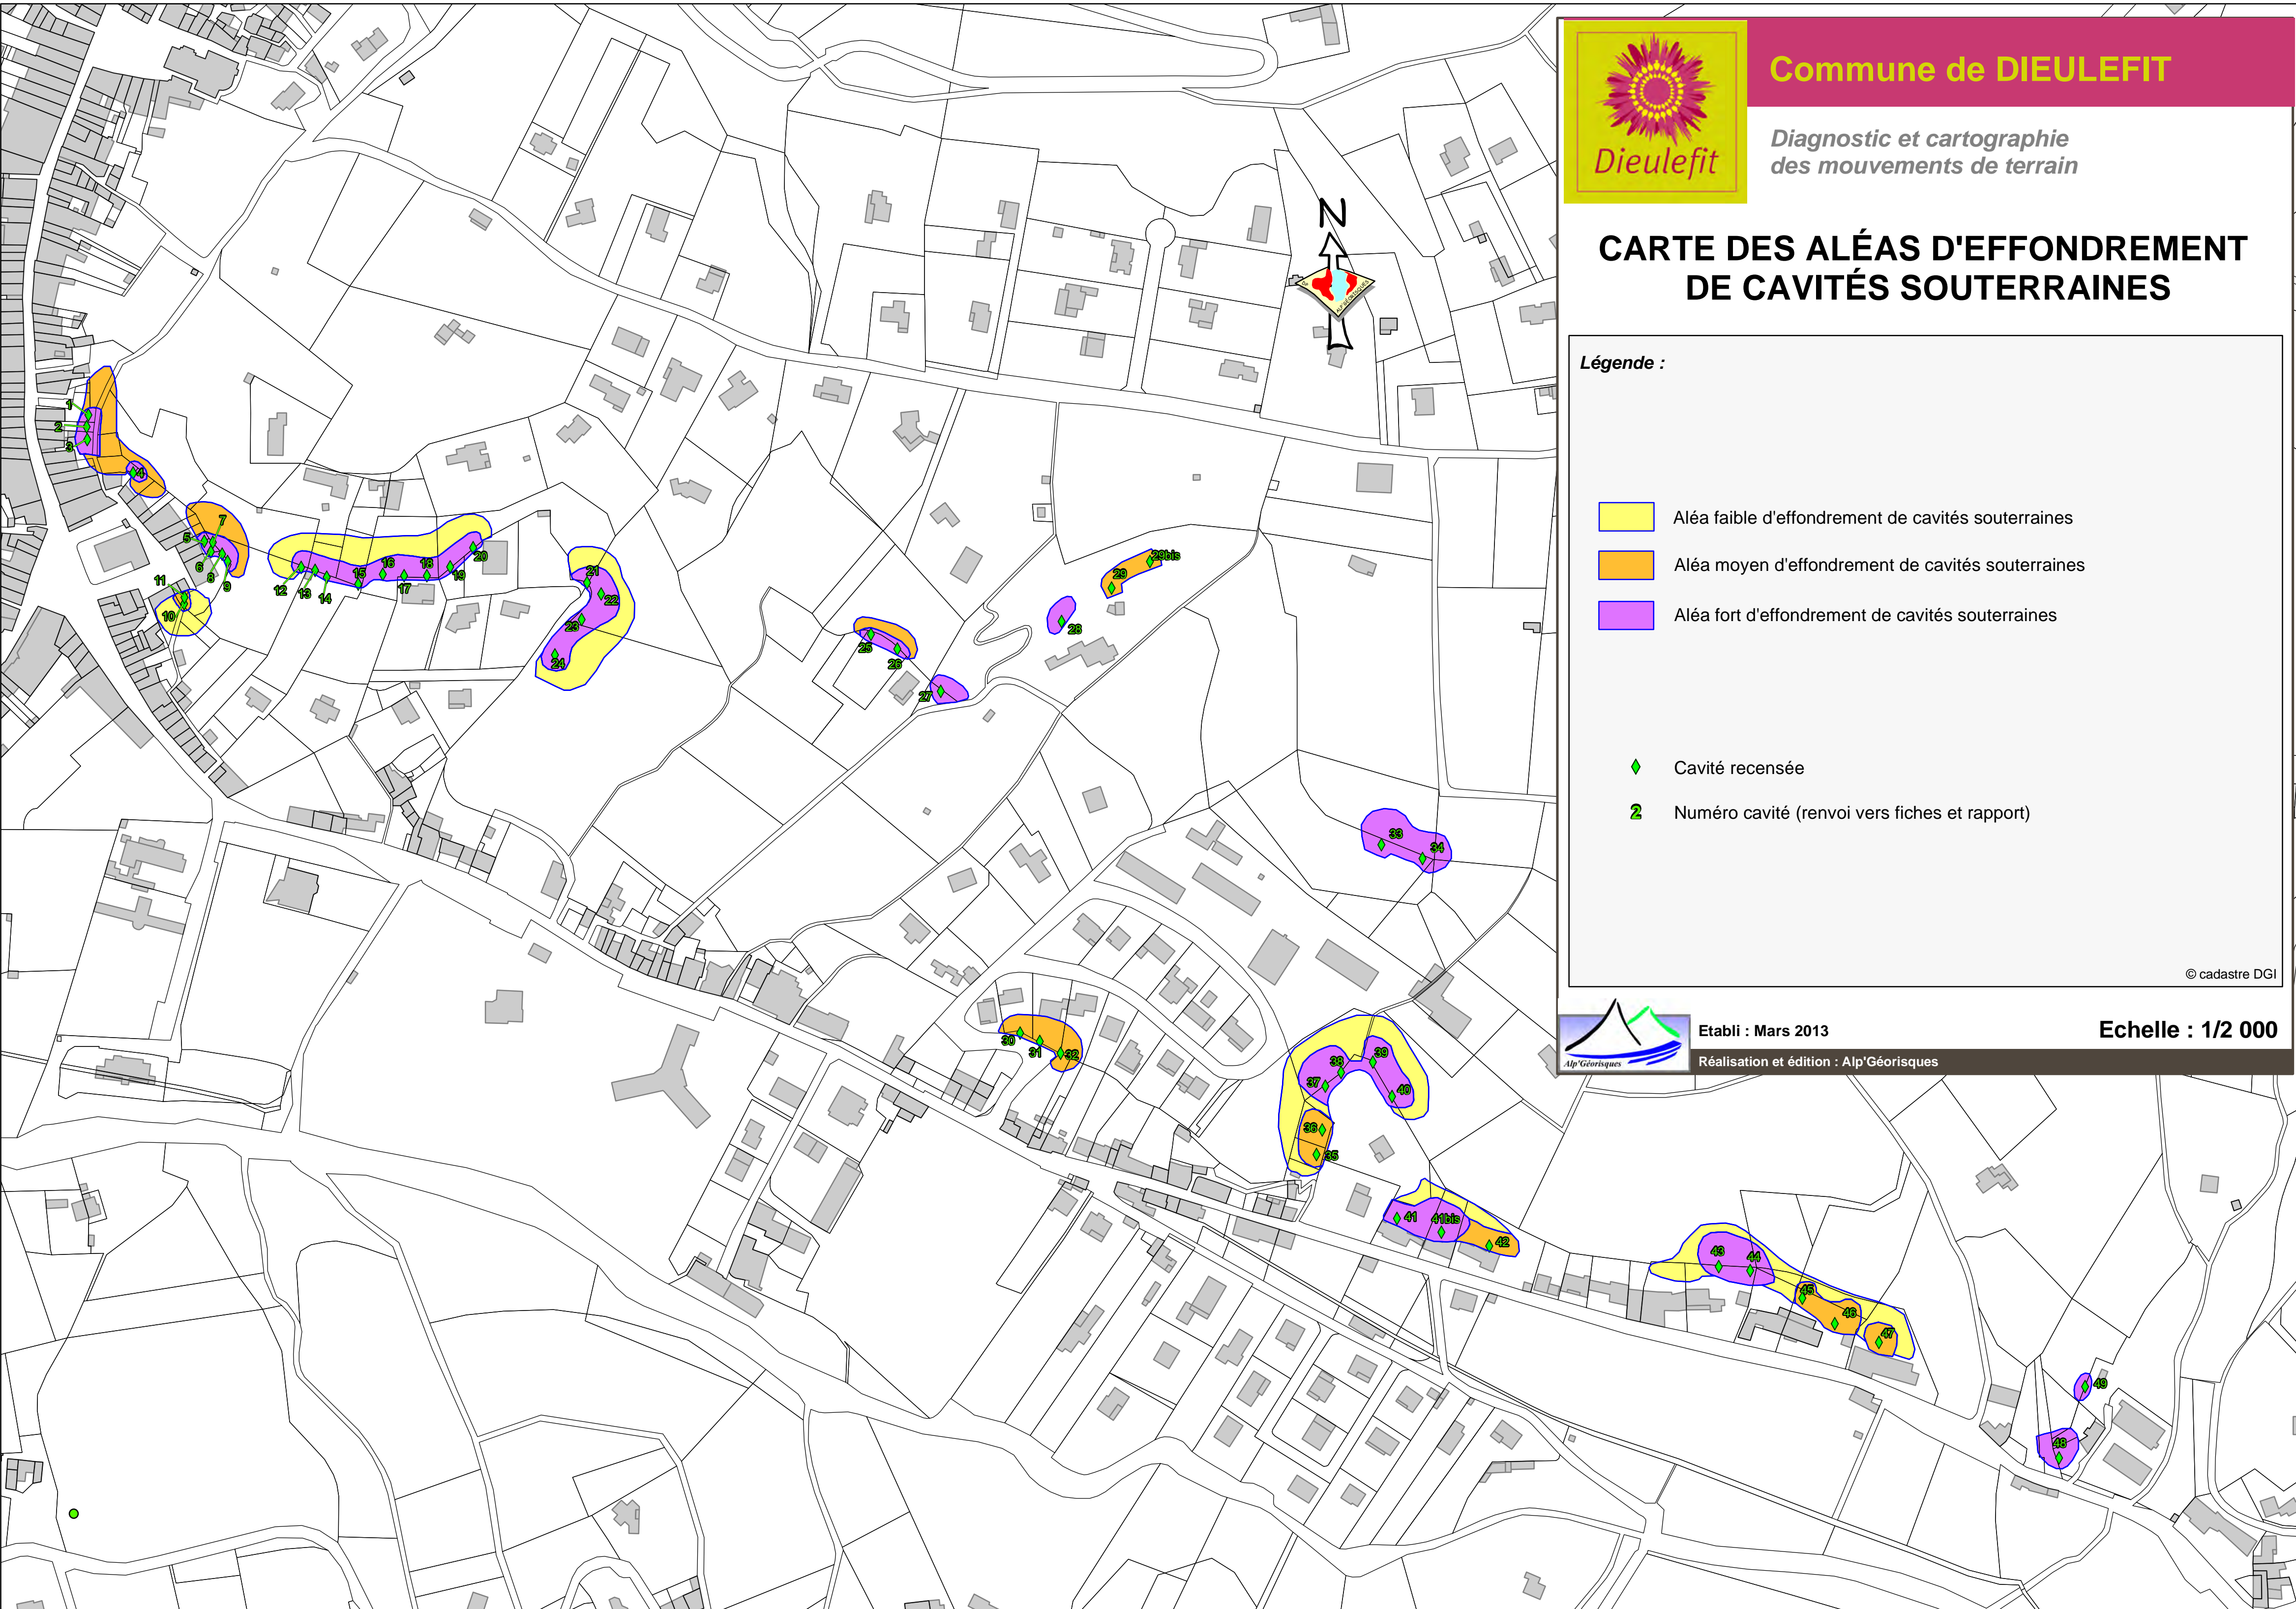 Commune de DIEULEFIT
Dieulefit
Diagnostic et cartographie
des mouvements de terrain
CARTE DES ALÉAS D'EFFONDREMENT
DE CAVITÉS SOUTERRAINES
Légende :
Aléa faible d'effondrement de cavités souterraines
Aléa moyen d'effondrement de cavités souterraines
Aléa fort d'effondrement de cavités souterraines
Cavité recensée
2 Numéro cavité (renvoi vers fiches et rapport)
© cadastre DGI
Alp'Géorisques
Etabli : Mars 2013
Echelle : 1/2 000
Réalisation et édition : Alp'Géorisques
N
ALP'GÉORISQUES
1
2
3
4
5
6
7
8
9
10
11
12
13
14
15
16
17
18
19
20
21
22
23
24
25
26
27
28
29
29bis
30
31
32
33
34
35
36
37
38
39
40
41
41bis
42
43
44
45
46
47
48
49